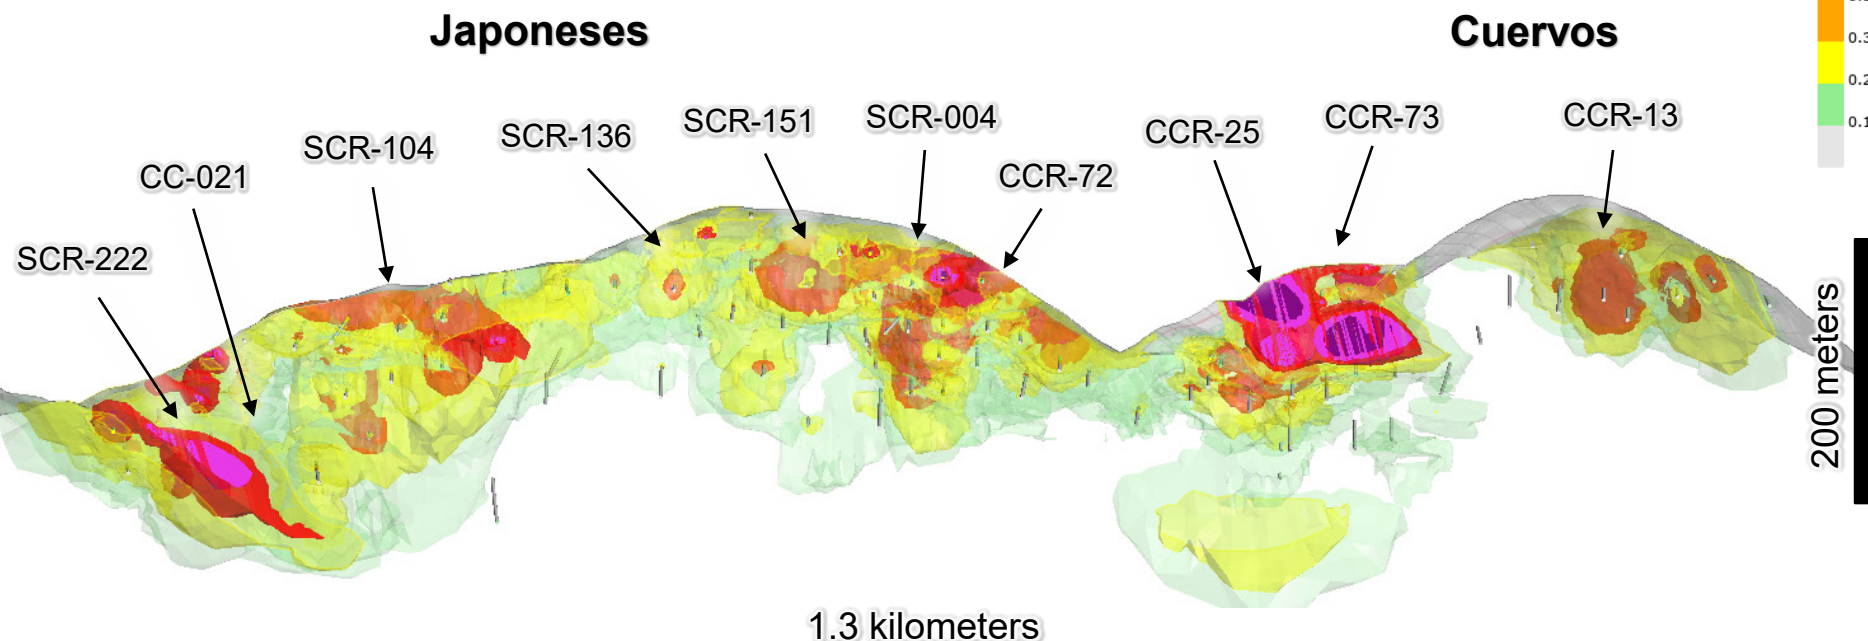 Japoneses
Cuervos
0.3
0.2
0.1
SCR-222
CC-021
SCR-104
SCR-136
SCR-151
SCR-004
CCR-72
CCR-25
CCR-73
CCR-13
200 meters
1.3 kilometers